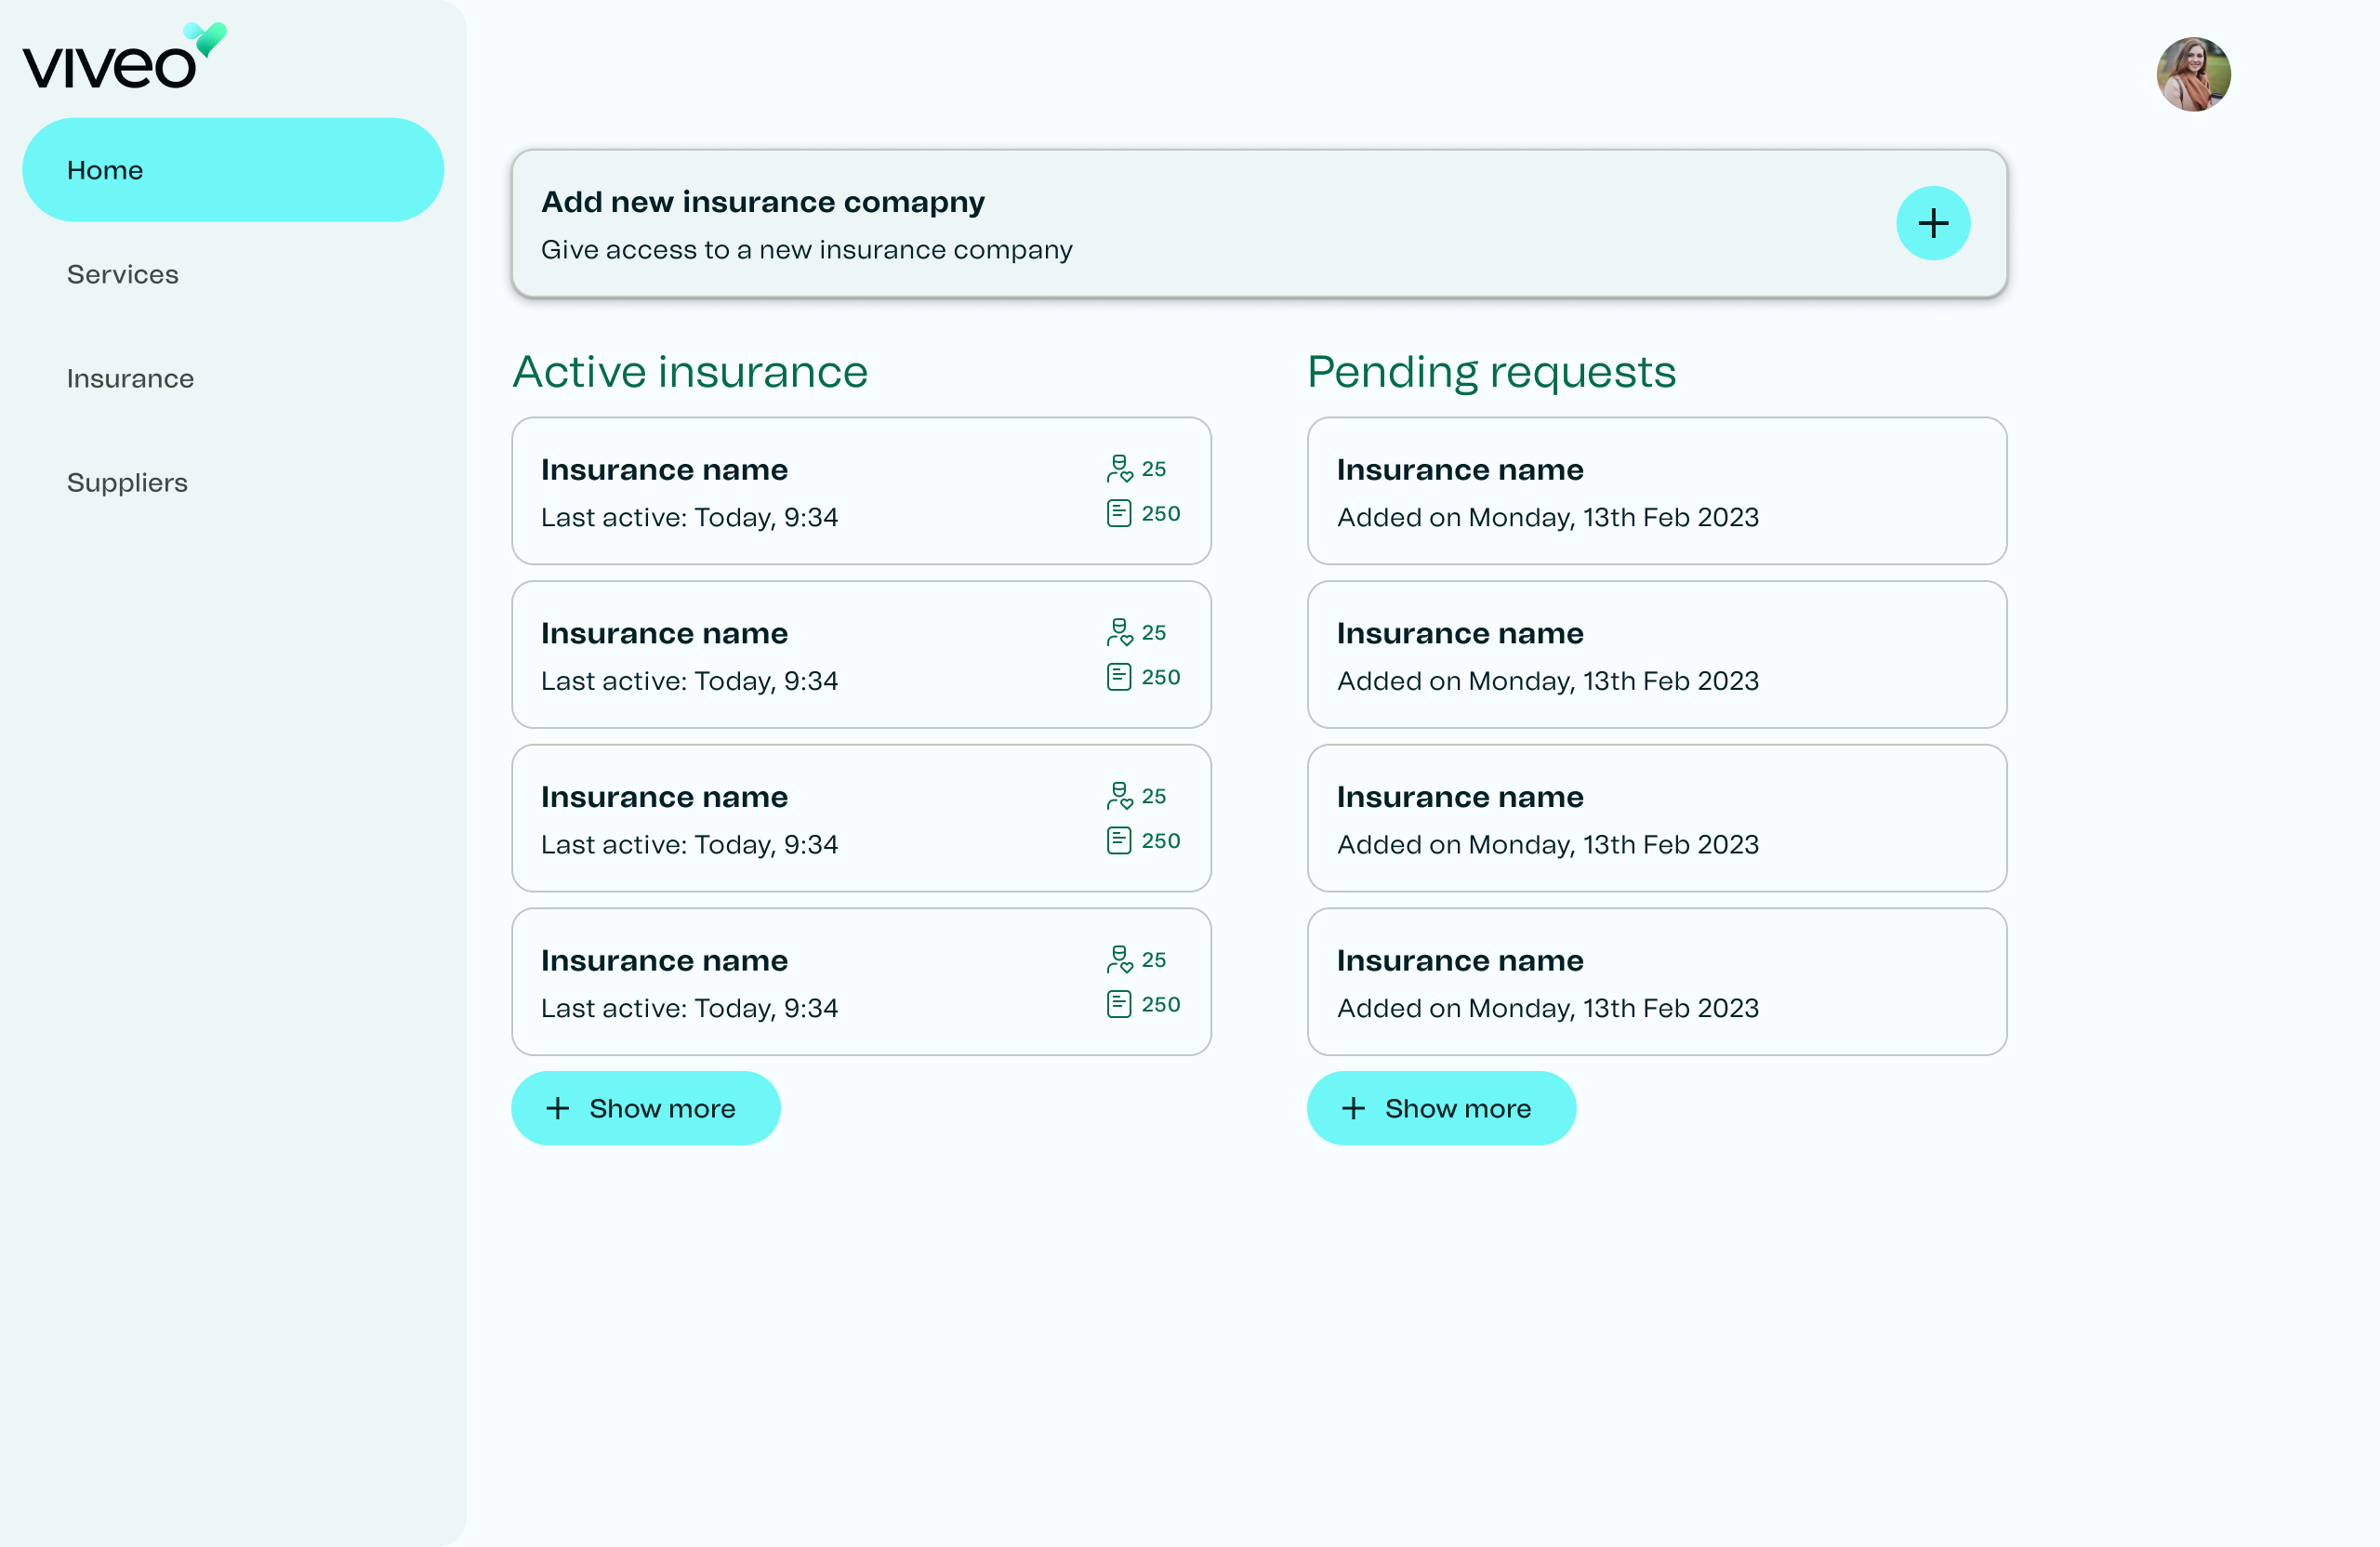 viveo
Home
Services
Insurance
Suppliers
Add new insurance comapny
Give access to a new insurance company
Active insurance
Insurance name
25
Last active: Today, 9:34
250
Insurance name
25
Last active: Today, 9:34
250
Insurance name
25
Last active: Today, 9:34
250
Insurance name
25
Last active: Today, 9:34
250
Show more
Pending requests
Insurance name
Added on Monday, 13th Feb 2023
Insurance name
Added on Monday, 13th Feb 2023
Insurance name
Added on Monday, 13th Feb 2023
Insurance name
Added on Monday, 13th Feb 2023
Show more